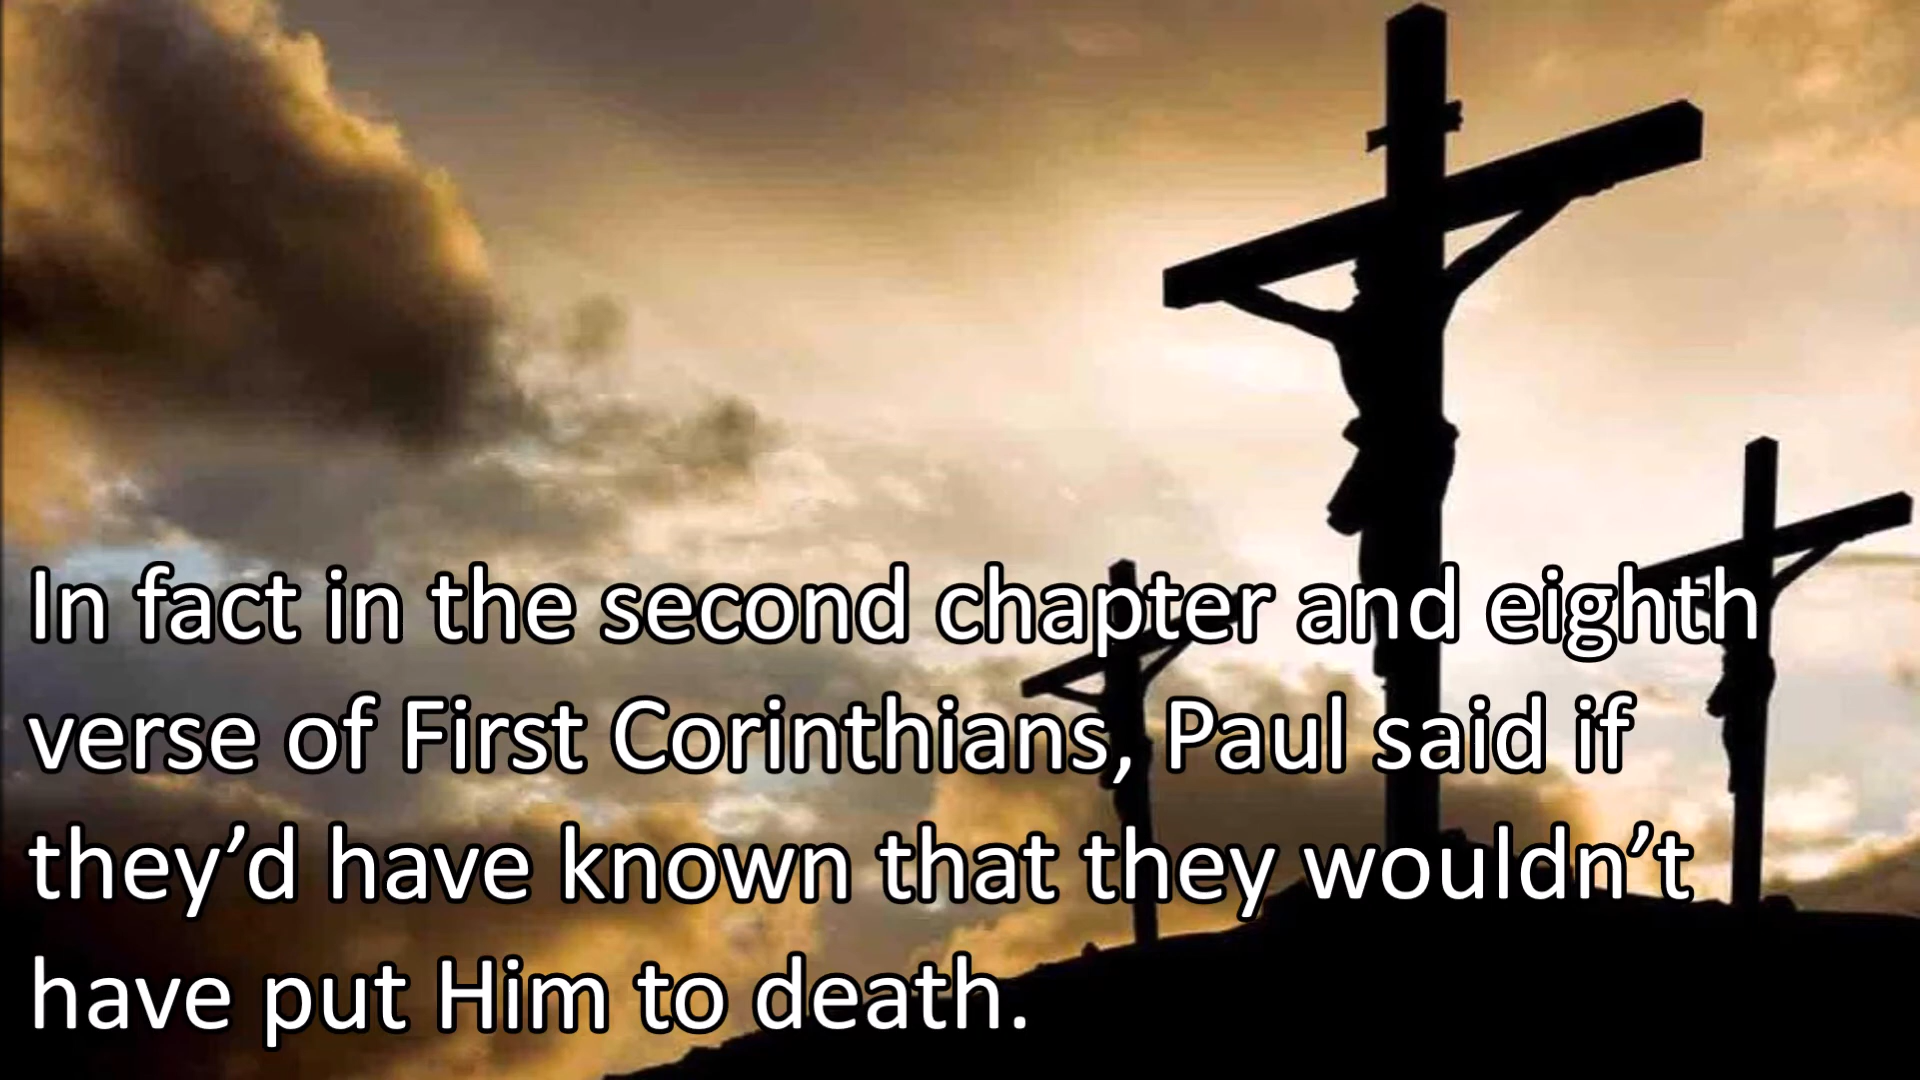 In fact in the second chapter and eighth
verse of First Corinthians, Paul said if
they’d have known that they wouldn’t
have put Him to death.